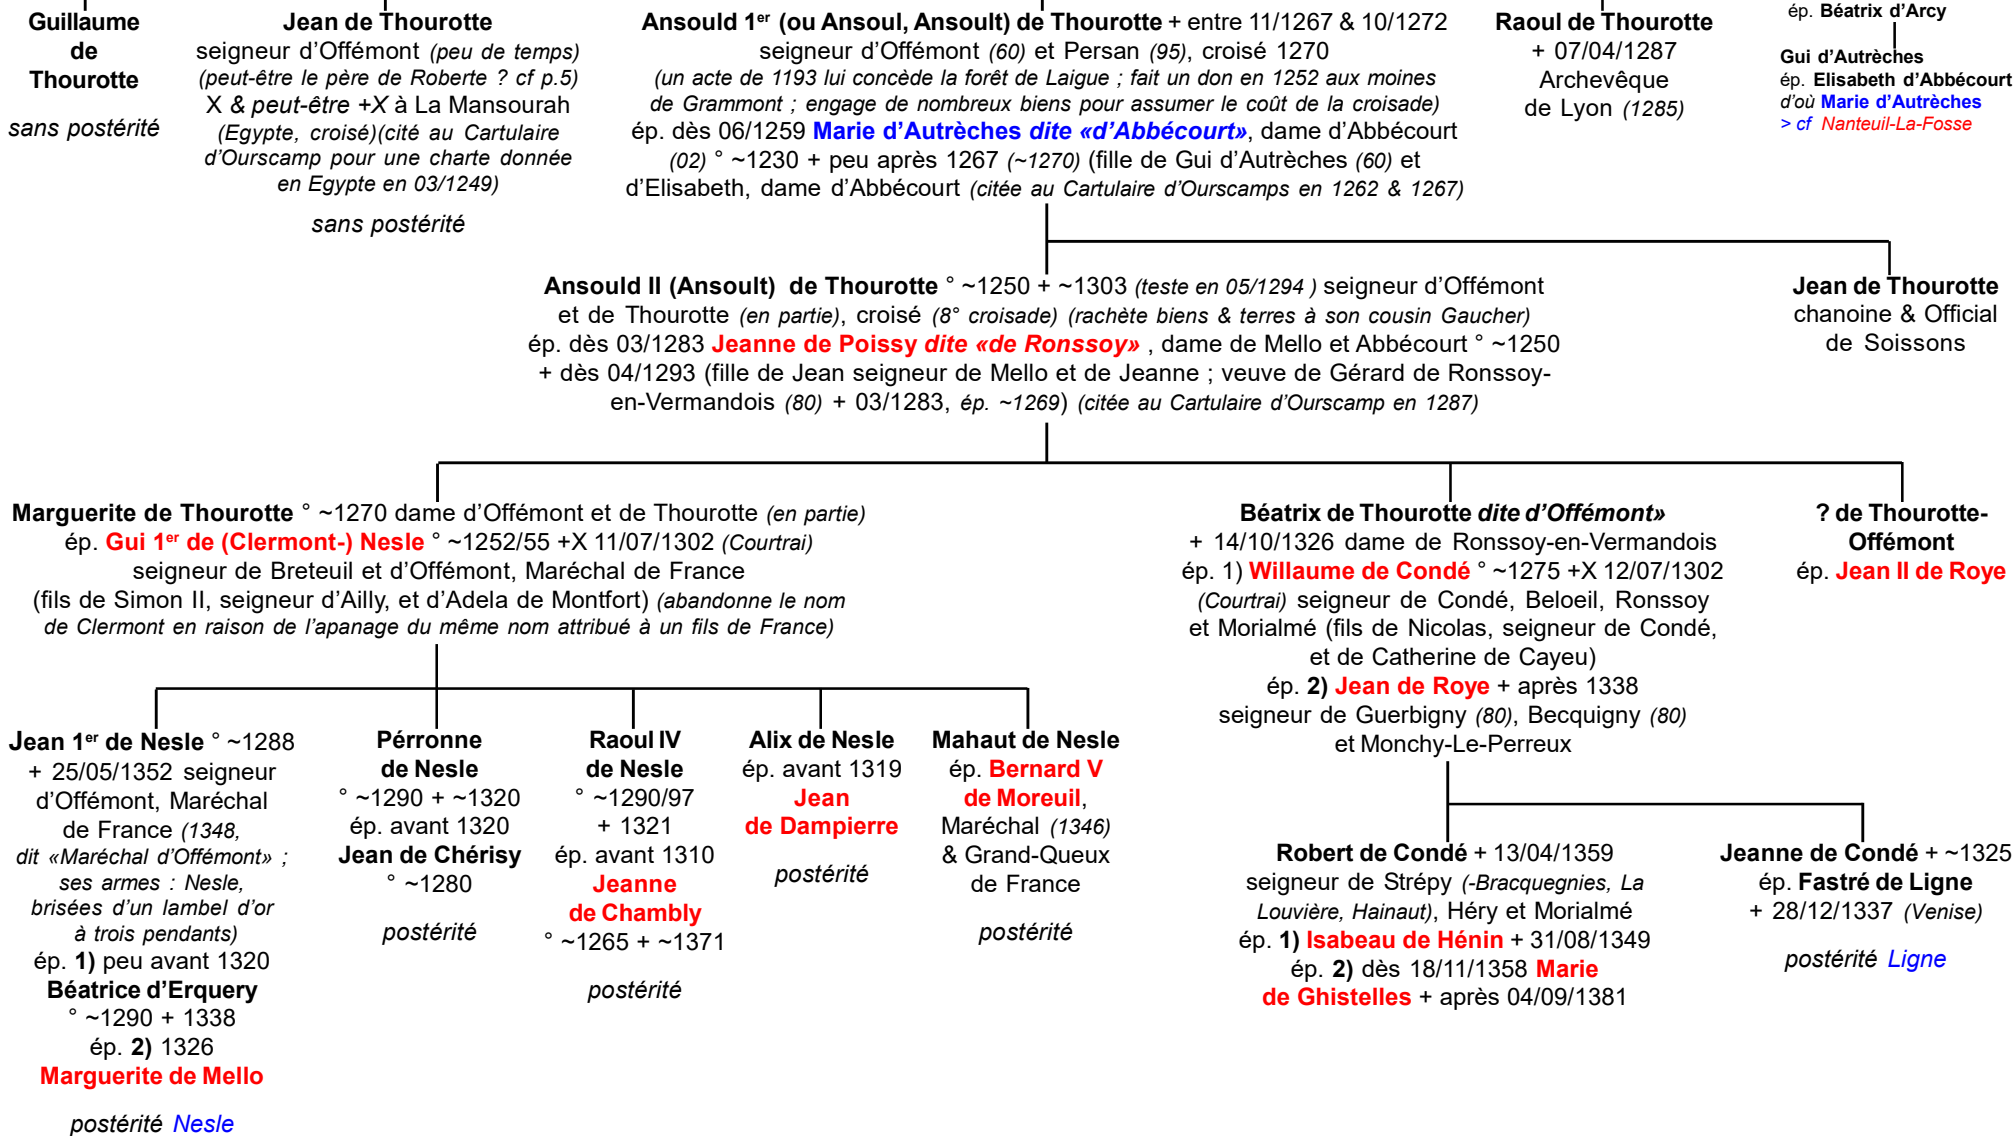 Guillaume
de
Thourotte
sans postérité
Jean de Thourotte
seigneur d'Offémont (peu de temps)
(peut-être le père de Roberte ? cf p.5)
X & peut-être +X à La Mansourah
(Egypte, croisé)(cité au Cartulaire
d'Ourscamp pour une charte donnée
en Egypte en 03/1249)
sans postérité
Ansould 1er (ou Ansoul, Ansoult) de Thourotte + entre 11/1267 & 10/1272
seigneur d'Offémont (60) et Persan (95), croisé 1270
(un acte de 1193 lui concède la forêt de Laigue ; fait un don en 1252 aux moines
de Grammont ; engage de nombreux biens pour assumer le coût de la croisade)
ép. dès 06/1259 Marie d'Autrèches dite «d'Abbécourt», dame d'Abbécourt
(02) ° ~1230 + peu après 1267 (~1270) (fille de Gui d'Autrèches (60) et
d'Elisabeth, dame d'Abbécourt (citée au Cartulaire d'Ourscamps en 1262 & 1267)
Raoul de Thourotte
+ 07/04/1287
Archevêque
de Lyon (1285)
ép. Béatrix d'Arcy
Gui d'Autrèches
ép. Elisabeth d'Abbécourt
d'où Marie d'Autrèches
> cf Nanteuil-La-Fosse
Ansould II (Ansoult) de Thourotte ° ~1250 + ~1303 (teste en 05/1294 ) seigneur d'Offémont
et de Thourotte (en partie), croisé (8° croisade) (rachète biens & terres à son cousin Gaucher)
ép. dès 03/1283 Jeanne de Poissy dite «de Ronssoy» , dame de Mello et Abbécourt ° ~1250
+ dès 04/1293 (fille de Jean seigneur de Mello et de Jeanne ; veuve de Gérard de Ronssoy-
en-Vermandois (80) + 03/1283, ép. ~1269) (citée au Cartulaire d'Ourscamp en 1287)
Jean de Thourotte
chanoine & Official
de Soissons
Marguerite de Thourotte ° ~1270 dame d'Offémont et de Thourotte (en partie)
ép. Gui 1er de (Clermont-) Nesle ° ~1252/55 +X 11/07/1302 (Courtrai)
seigneur de Breteuil et d'Offémont, Maréchal de France
(fils de Simon II, seigneur d'Ailly, et d'Adela de Montfort) (abandonne le nom
de Clermont en raison de l'apanage du même nom attribué à un fils de France)
Béatrix de Thourotte dite d'Offémont»
+ 14/10/1326 dame de Ronssoy-en-Vermandois
ép. 1) Willaume de Condé ° ~1275 +X 12/07/1302
(Courtrai) seigneur de Condé, Beloeil, Ronssoy
et Morialmé (fils de Nicolas, seigneur de Condé,
et de Catherine de Cayeu)
ép. 2) Jean de Roye + après 1338
seigneur de Guerbigny (80), Becquigny (80)
et Monchy-Le-Perreux
? de Thourotte-
Offémont
ép. Jean II de Roye
Jean 1er de Nesle ° ~1288
+ 25/05/1352 seigneur
d'Offémont, Maréchal
de France (1348,
dit «Maréchal d'Offémont» ;
ses armes : Nesle,
brisées d'un lambel d'or
à trois pendants)
ép. 1) peu avant 1320
Béatrice d'Erquery
° ~1290 + 1338
ép. 2) 1326
Marguerite de Mello
postérité Nesle
Pérronne
de Nesle
° ~1290 + ~1320
ép. avant 1320
Jean de Chérisy
° ~1280
postérité
Raoul IV
de Nesle
° ~1290/97
+ 1321
ép. avant 1310
Jeanne
de Chambly
° ~1265 + ~1371
postérité
Alix de Nesle
ép. avant 1319
Jean
de Dampierre
postérité
Mahaut de Nesle
ép. Bernard V
de Moreuil,
Maréchal (1346)
& Grand-Queux
de France
postérité
Robert de Condé + 13/04/1359
seigneur de Strépy (-Bracquegnies, La
Louvière, Hainaut), Héry et Morialmé
ép. 1) Isabeau de Hénin + 31/08/1349
ép. 2) dès 18/11/1358 Marie
de Ghistelles + après 04/09/1381
Jeanne de Condé + ~1325
ép. Fastré de Ligne
+ 28/12/1337 (Venise)
postérité Ligne